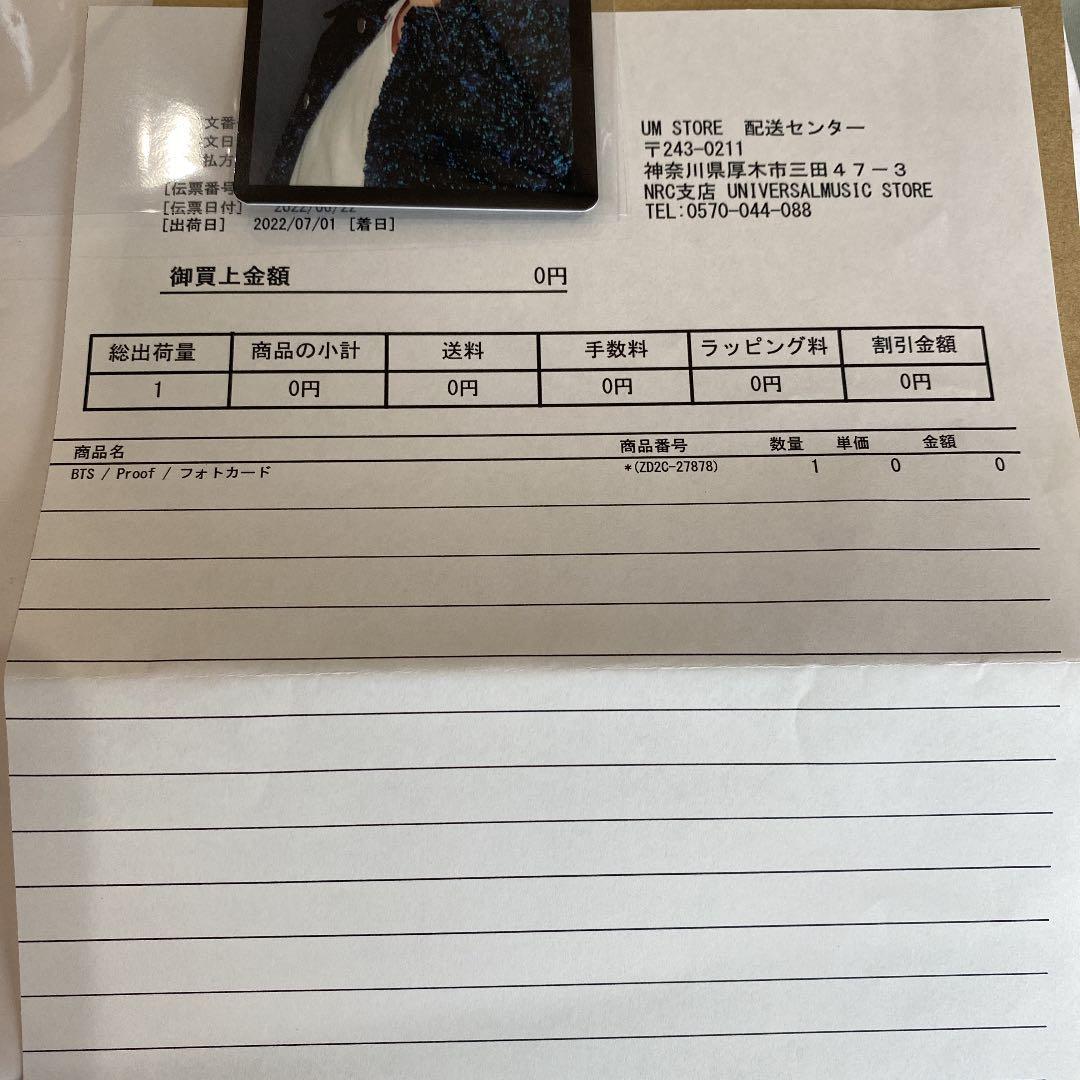 UM STORE 配送センター
〒243-0211
神奈川県厚木市三田47-3
NRC支店 UNIVERSALMUSIC STORE
TEL:0570-044-088
文番
文日
払方
[伝票番号
[伝票日付] 2022/06/22
[出荷日] 2022/07/01 [着日]
御買上金額 0円
総出荷量 商品の小計 送料 手数料 ラッピング料 割引金額
1 0円 0円 0円 0円 0円
商品名 商品番号 数量 単価 金額
BTS / Proof / フォトカード *(ZD2C-27878) 1 0 0